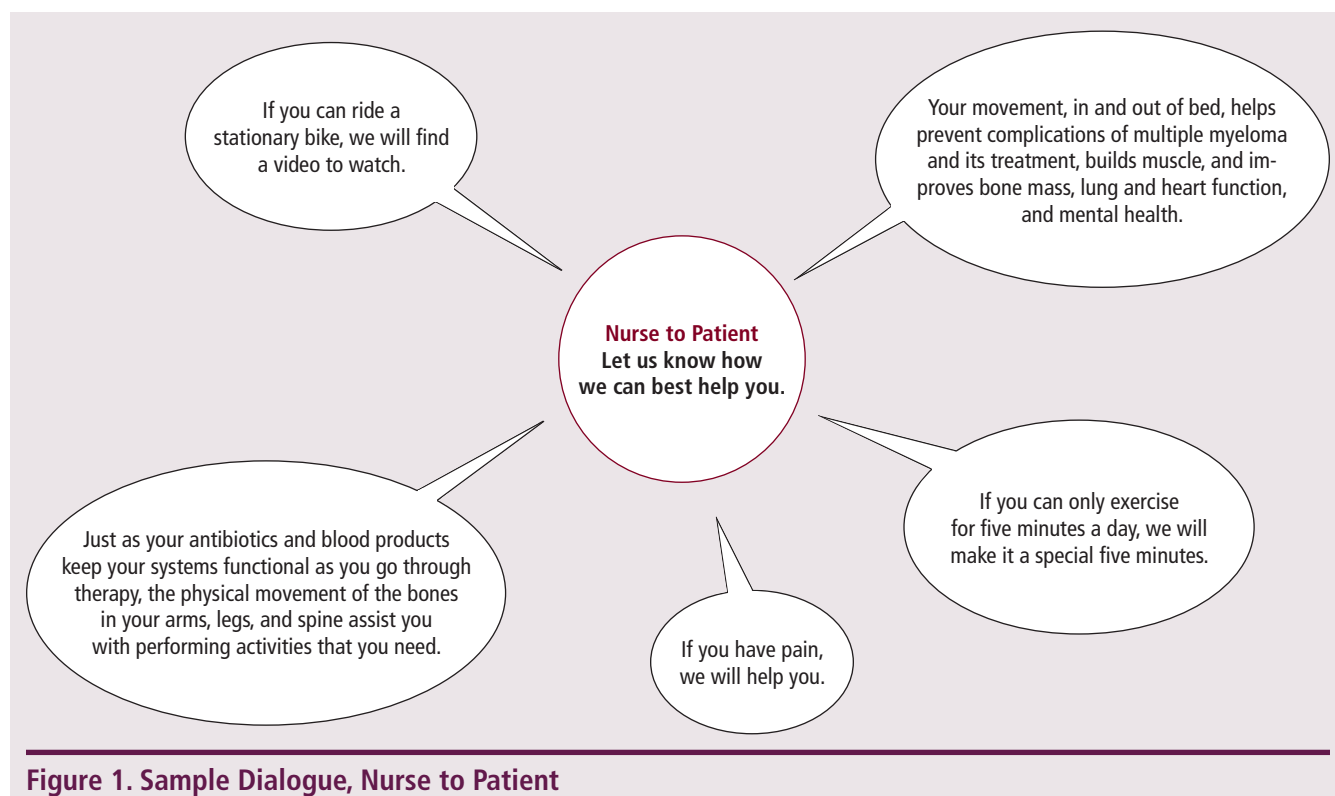 If you can ride a
stationary bike, we will find
a video to watch.
Your movement, in and out of bed, helps
prevent complications of multiple myeloma
and its treatment, builds muscle, and im-
proves bone mass, lung and heart function,
and mental health.
Nurse to Patient
Let us know how
we can best help you.
Just as your antibiotics and blood products
keep your systems functional as you go through
therapy, the physical movement of the bones
in your arms, legs, and spine assist you
with performing activities that you need.
If you can only exercise
for five minutes a day, we will
make it a special five minutes.
If you have pain,
we will help you.
Figure 1. Sample Dialogue, Nurse to Patient